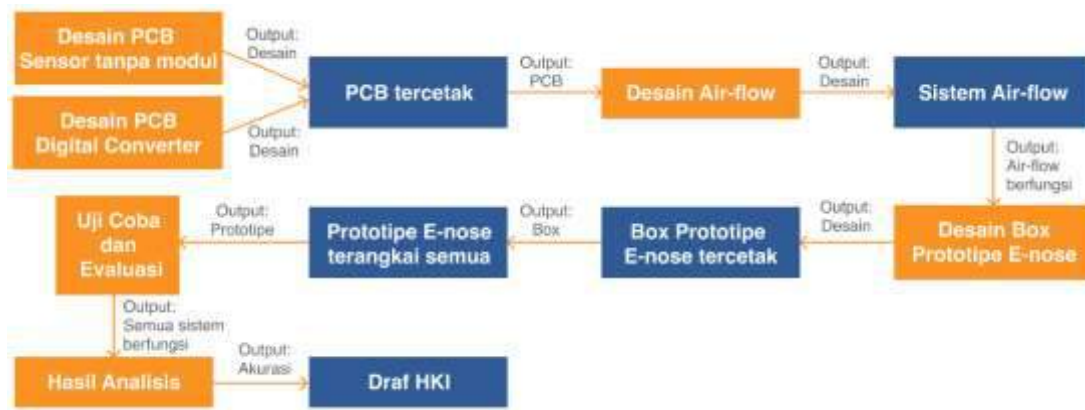 Desain PCB
Sensor tanpa modul
Output:
Desain
Desain PCB
Digital Converter
Output:
Desain
PCB tercetak
Output:
PCB
Desain Air-flow
Output:
Desain
Sistem Air-flow
Output:
Air-flow
berfungsi
Desain Box
Prototipe E-nose
Output:
Desain
Box Prototipe
E-nose tercetak
Output:
Box
Prototipe E-nose
terangkai semua
Output:
Prototipe
Uji Coba
dan
Evaluasi
Output:
Semua sistem
berfungsi
Hasil Analisis
Output:
Akurasi
Draf HKI